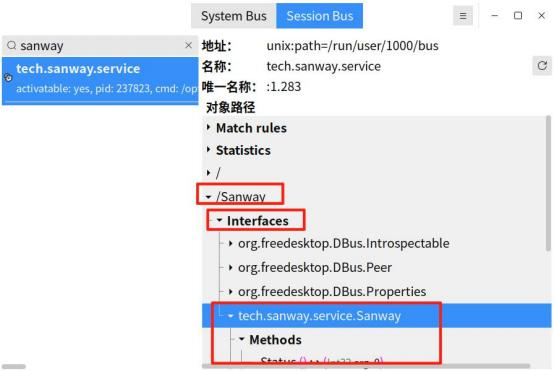 System Bus Session Bus
sanway
tech.sanway.service
activatable: yes, pid: 237823, cmd: /op
地址: unix:path=/run/user/1000/bus
名称: tech.sanway.service
唯一名称: :1.283
对象路径
Match rules
Statistics
/
/Sanway
Interfaces
org.freedesktop.DBus.Introspectable
org.freedesktop.DBus.Peer
org.freedesktop.DBus.Properties
tech.sanway.service.Sanway
Methods
Status () ↦ (Int32 arg_0)